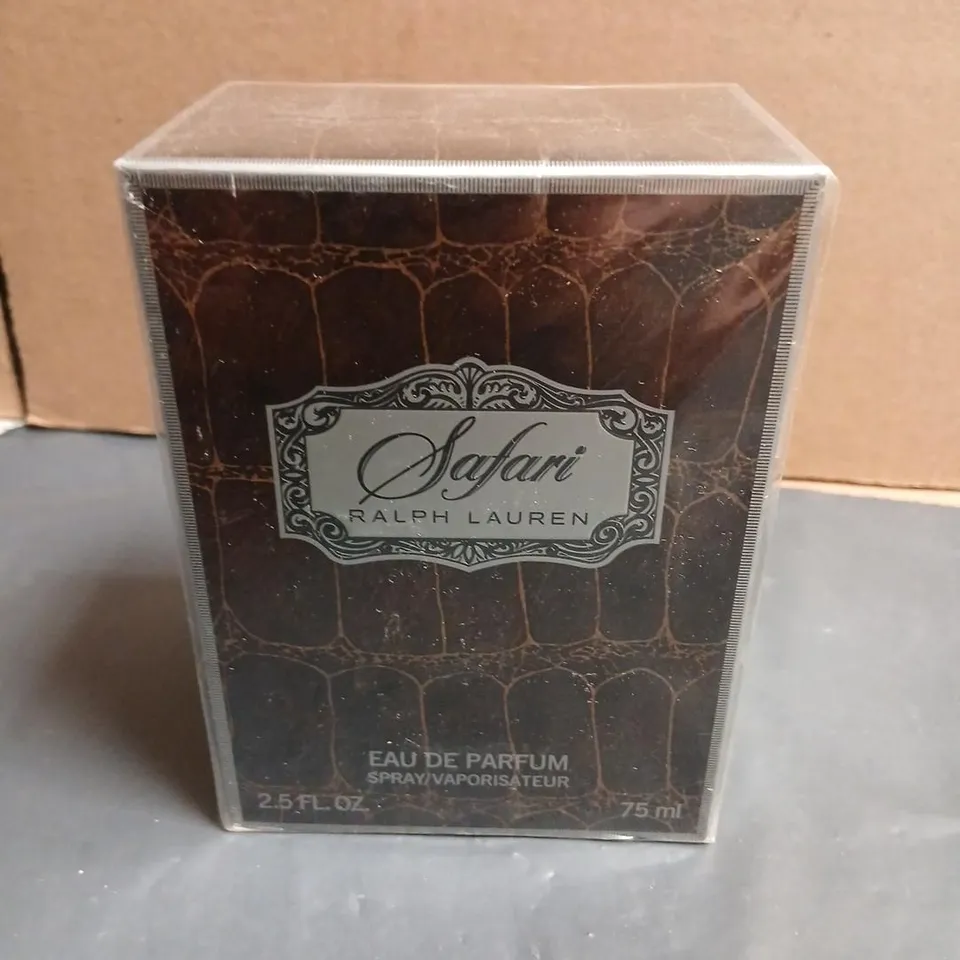 Safari
RALPH LAUREN
EAU DE PARFUM
SPRAY/VAPORISATEUR
2.5 FL. OZ. 75 ml